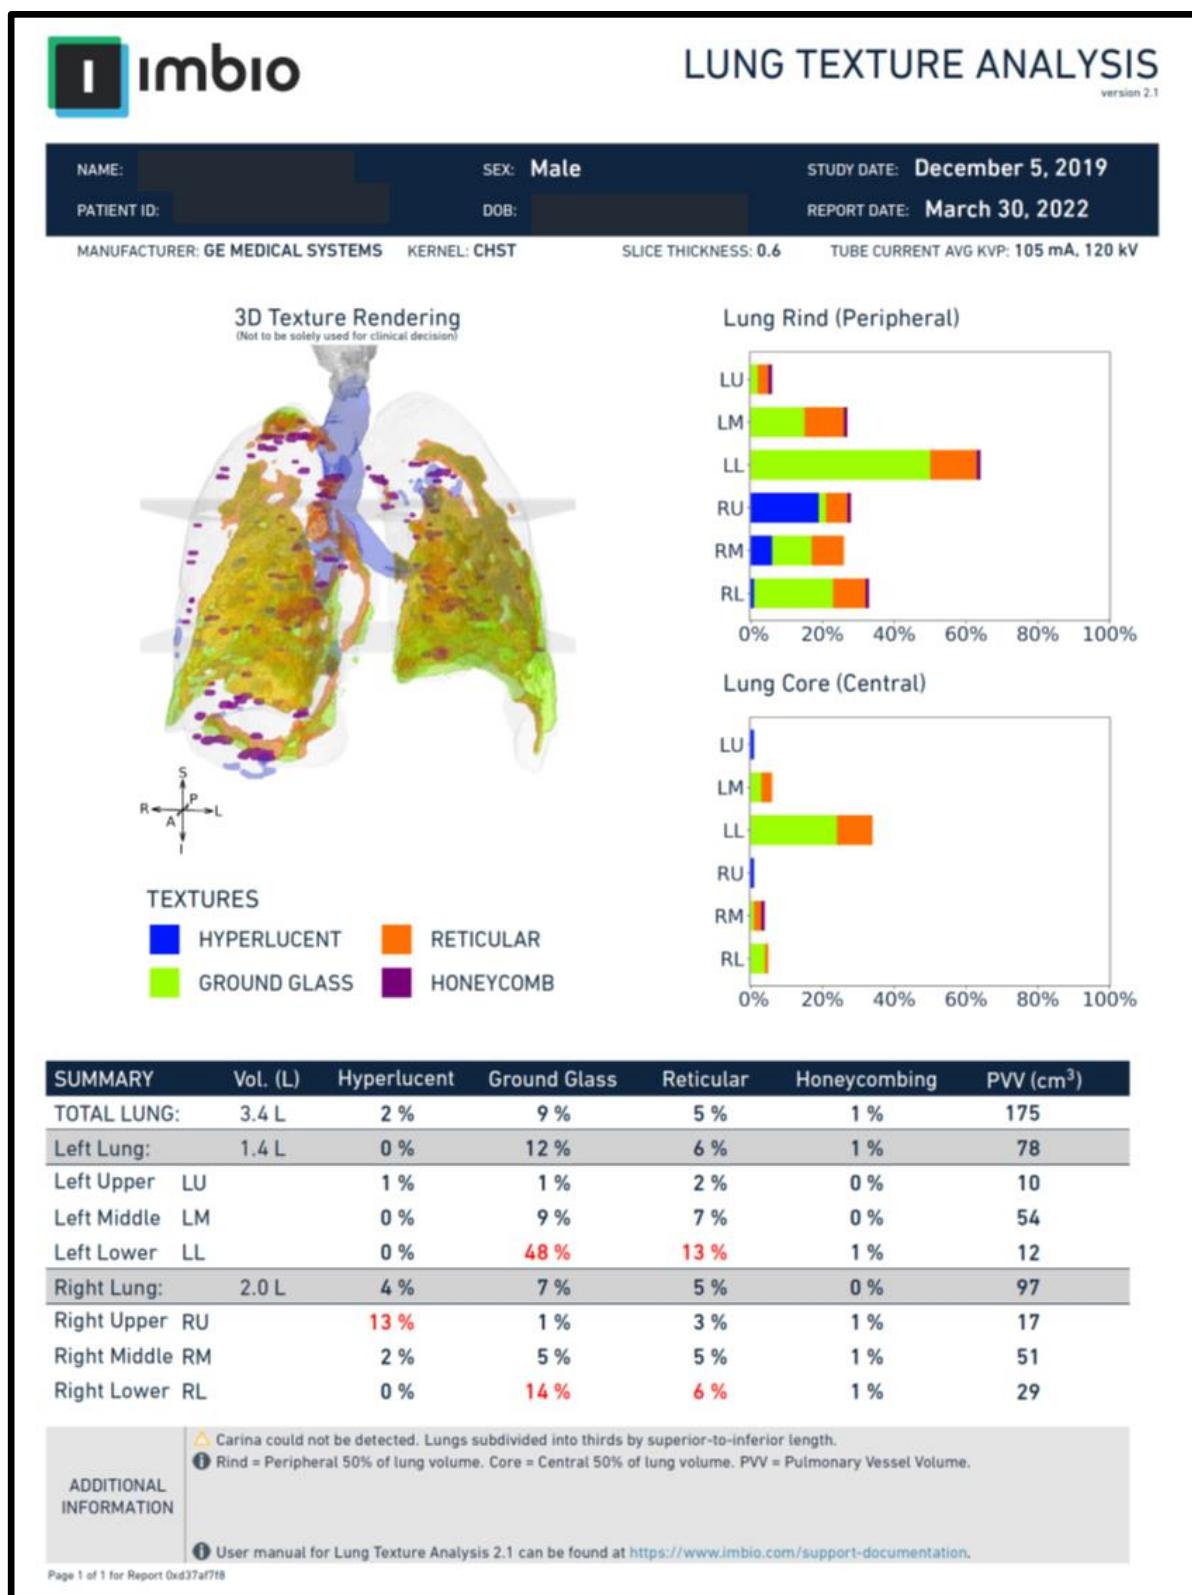 I imbio
LUNG TEXTURE ANALYSIS
version 2.1
NAME: SEX: Male STUDY DATE: December 5, 2019
PATIENT ID: DOB: REPORT DATE: March 30, 2022
MANUFACTURER: GE MEDICAL SYSTEMS KERNEL: CHST SLICE THICKNESS: 0.6 TUBE CURRENT AVG KVP: 105 mA, 120 kV
3D Texture Rendering
(Not to be solely used for clinical decision)
S
R P L
A
I
TEXTURES
HYPERLUCENT RETICULAR
GROUND GLASS HONEYCOMB
Lung Rind (Peripheral)
LU
LM
LL
RU
RM
RL
0% 20% 40% 60% 80% 100%
Lung Core (Central)
LU
LM
LL
RU
RM
RL
0% 20% 40% 60% 80% 100%
SUMMARY Vol. (L) Hyperlucent Ground Glass Reticular Honeycombing PVV (cm³)
TOTAL LUNG: 3.4 L 2 % 9 % 5 % 1 % 175
Left Lung: 1.4 L 0 % 12 % 6 % 1 % 78
Left Upper LU 1 % 1 % 2 % 0 % 10
Left Middle LM 0 % 9 % 7 % 0 % 54
Left Lower LL 0 % 48 % 13 % 1 % 12
Right Lung: 2.0 L 4 % 7 % 5 % 0 % 97
Right Upper RU 13 % 1 % 3 % 1 % 17
Right Middle RM 2 % 5 % 5 % 1 % 51
Right Lower RL 0 % 14 % 6 % 1 % 29
ADDITIONAL
INFORMATION
Carina could not be detected. Lungs subdivided into thirds by superior-to-inferior length.
Rind = Peripheral 50% of lung volume. Core = Central 50% of lung volume. PVV = Pulmonary Vessel Volume.
User manual for Lung Texture Analysis 2.1 can be found at https://www.imbio.com/support-documentation.
Page 1 of 1 for Report 0xd37af7f8